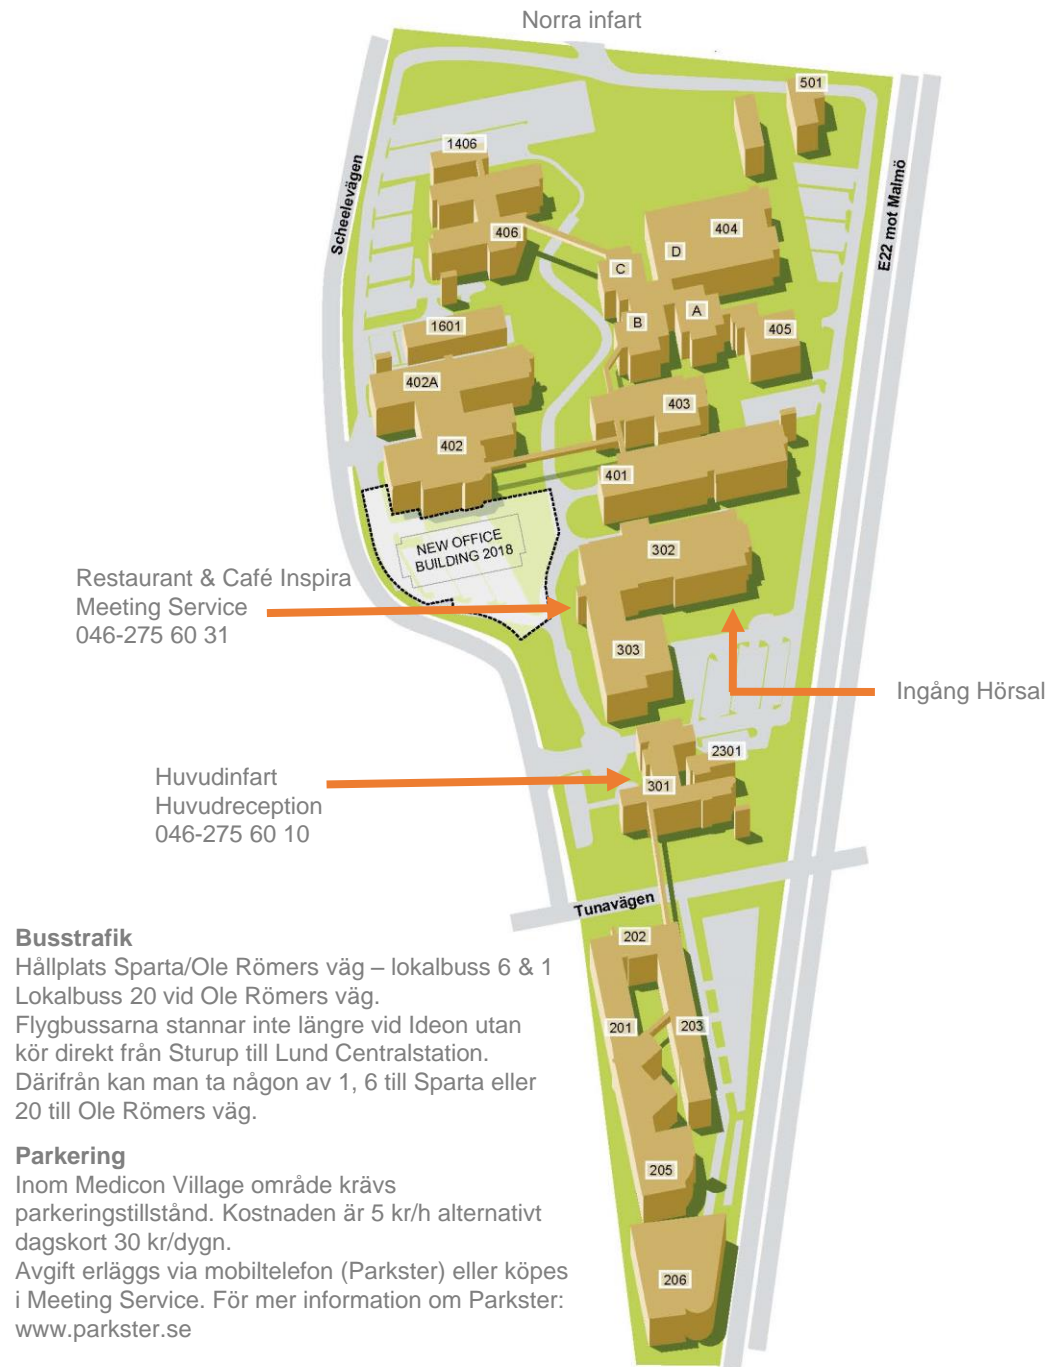 Norra infart
501
1406
Scheelevägen
E22 mot Malmö
404
406
D
C
A
B
1601
405
402A
403
402
401
NEW OFFICE
BUILDING 2018
302
Restaurant & Café Inspira
Meeting Service
046-275 60 31
303
Ingång Hörsal
2301
Huvudinfart
Huvudreception
046-275 60 10
301
Tunavägen
202
201
203
205
206
Busstrafik
Hållplats Sparta/Ole Römers väg – lokalbuss 6 & 1
Lokalbuss 20 vid Ole Römers väg.
Flygbussarna stannar inte längre vid Ideon utan
kör direkt från Sturup till Lund Centralstation.
Därifrån kan man ta någon av 1, 6 till Sparta eller
20 till Ole Römers väg.
Parkering
Inom Medicon Village område krävs
parkeringstillstånd. Kostnaden är 5 kr/h alternativt
dagskort 30 kr/dygn.
Avgift erläggs via mobiltelefon (Parkster) eller köpes
i Meeting Service. För mer information om Parkster:
www.parkster.se